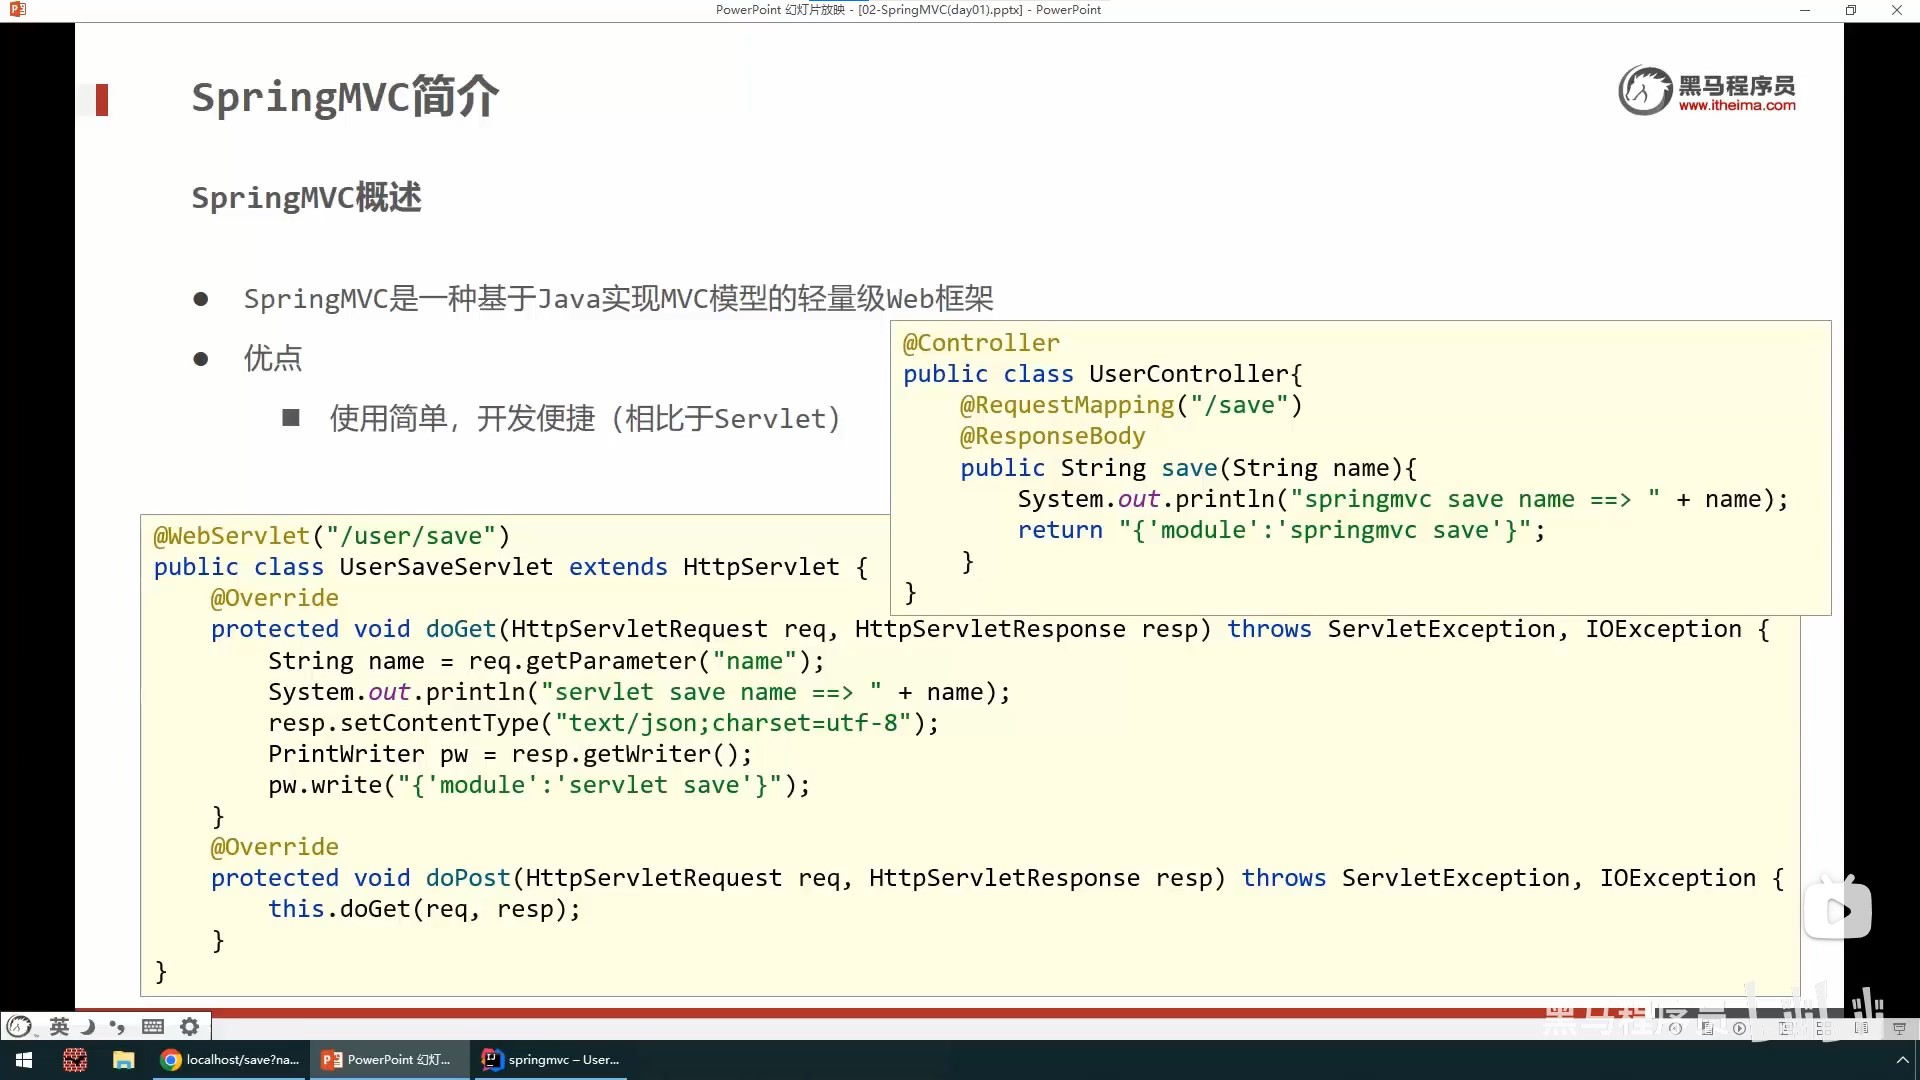 PowerPoint 幻灯片放映 - [02-SpringMVC(day01).pptx] - PowerPoint
SpringMVC简介
黑马程序员
www.itheima.com
SpringMVC概述
● SpringMVC是一种基于Java实现MVC模型的轻量级Web框架
● 优点
■ 使用简单，开发便捷（相比于Servlet）
@Controller
public class UserController{
    @RequestMapping("/save")
    @ResponseBody
    public String save(String name){
        System.out.println("springmvc save name ==> " + name);
        return "{'module':'springmvc save'}";
    }
}
@WebServlet("/user/save")
public class UserSaveServlet extends HttpServlet {
    @Override
    protected void doGet(HttpServletRequest req, HttpServletResponse resp) throws ServletException, IOException {
        String name = req.getParameter("name");
        System.out.println("servlet save name ==> " + name);
        resp.setContentType("text/json;charset=utf-8");
        PrintWriter pw = resp.getWriter();
        pw.write("{'module':'servlet save'}");
    }
    @Override
    protected void doPost(HttpServletRequest req, HttpServletResponse resp) throws ServletException, IOException {
        this.doGet(req, resp);
    }
}
黑马程序员
英
localhost/save?na...
PowerPoint 幻灯...
springmvc – User...